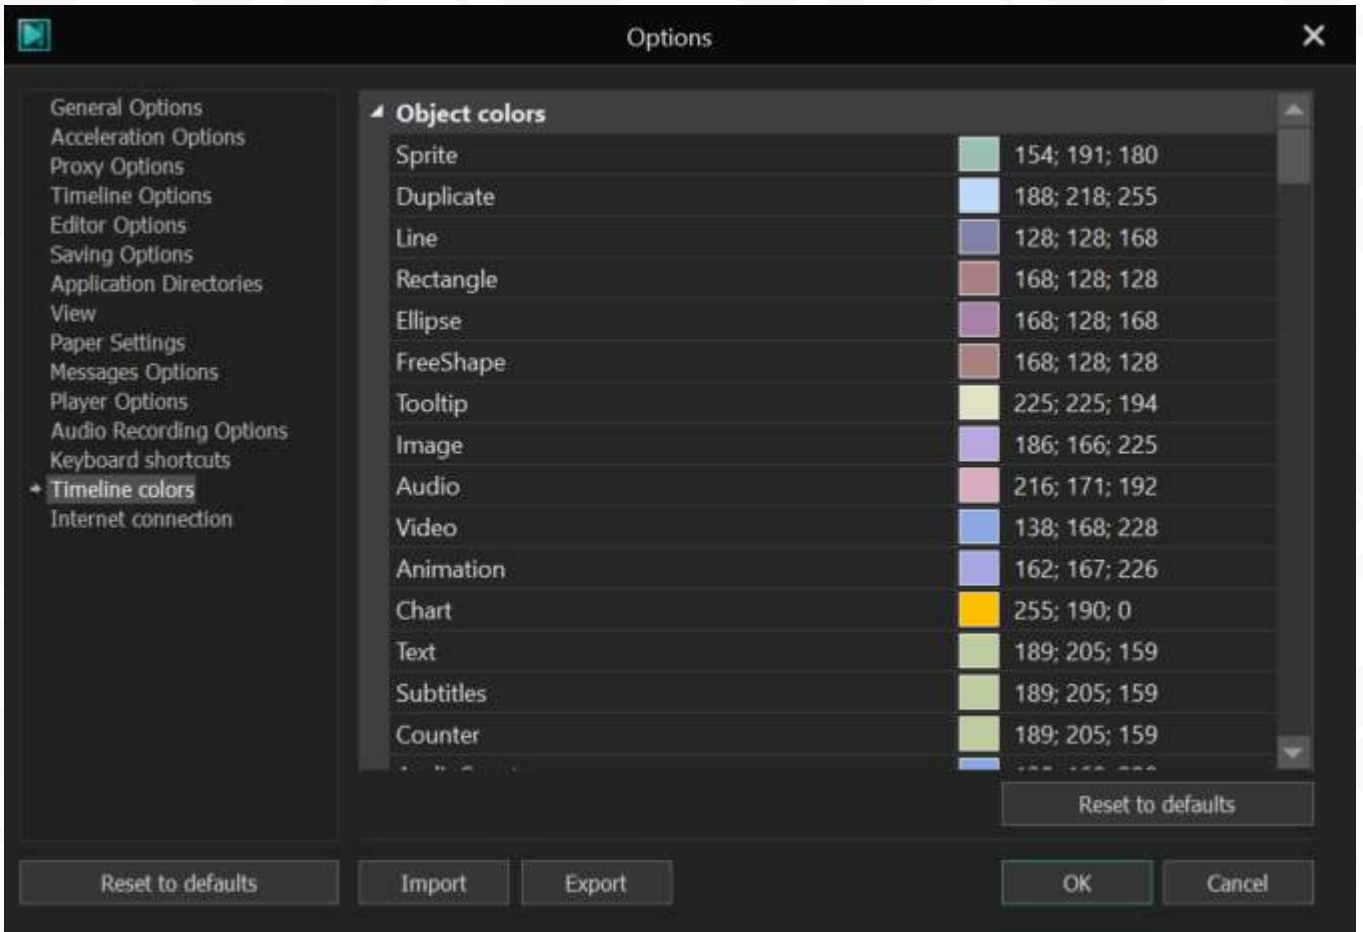 Options
General Options
Acceleration Options
Proxy Options
Timeline Options
Editor Options
Saving Options
Application Directories
View
Paper Settings
Messages Options
Player Options
Audio Recording Options
Keyboard shortcuts
Timeline colors
Internet connection
Object colors
Sprite 154; 191; 180
Duplicate 188; 218; 255
Line 128; 128; 168
Rectangle 168; 128; 128
Ellipse 168; 128; 168
FreeShape 168; 128; 128
Tooltip 225; 225; 194
Image 186; 166; 225
Audio 216; 171; 192
Video 138; 168; 228
Animation 162; 167; 226
Chart 255; 190; 0
Text 189; 205; 159
Subtitles 189; 205; 159
Counter 189; 205; 159
Reset to defaults
Reset to defaults Import Export OK Cancel